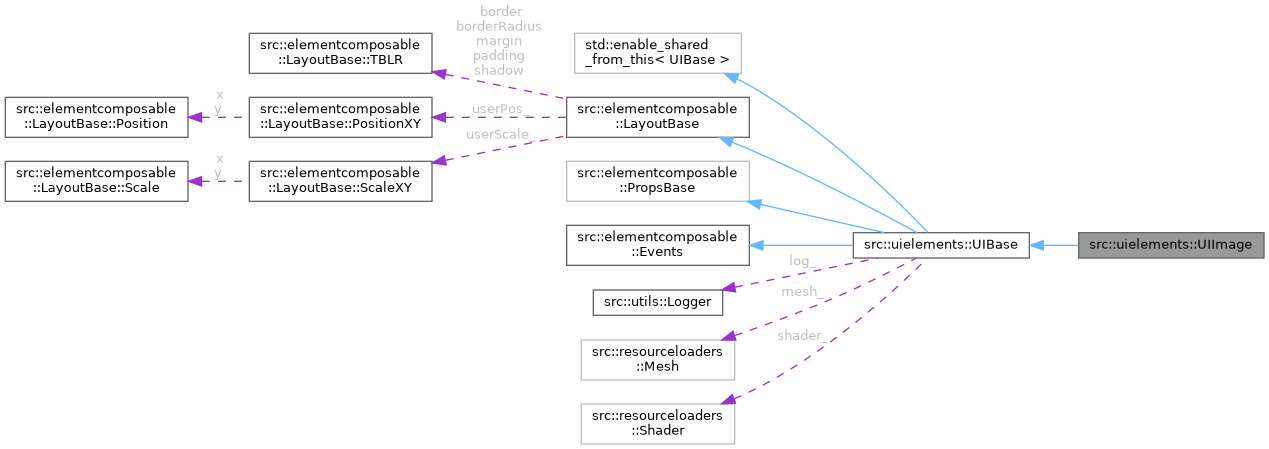 border
borderRadius
margin
padding
shadow
src::elementcomposable
::LayoutBase::TBLR
std::enable_shared
_from_this< UIBase >
x
y
src::elementcomposable
::LayoutBase::Position
src::elementcomposable
::LayoutBase::PositionXY
userPos_
src::elementcomposable
::LayoutBase
userScale_
x
y
src::elementcomposable
::LayoutBase::Scale
src::elementcomposable
::LayoutBase::ScaleXY
src::elementcomposable
::PropsBase
src::elementcomposable
::Events
src::uielements::UIBase
src::uielements::UIImage
log_
src::utils::Logger
mesh_
src::resourceloaders
::Mesh
shader_
src::resourceloaders
::Shader